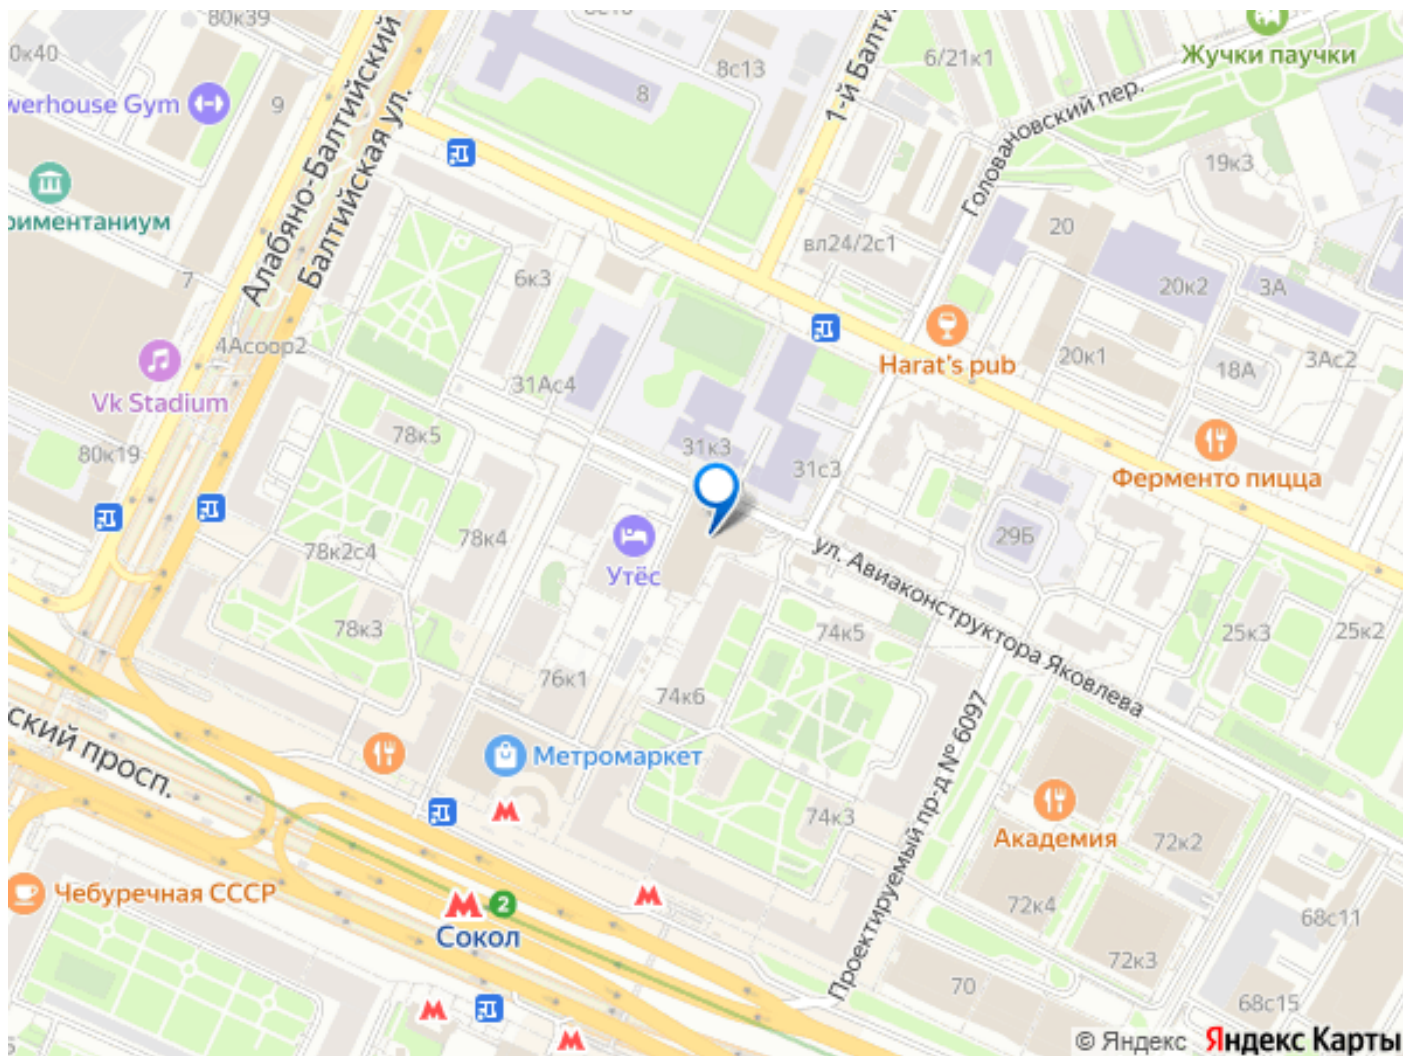 80к39
8с16
0к40
werhouse Gym
9
8
8с13
1-й Балти
6/21к1
Жучки паучки
Головановский пер.
19к3
риментаниум
Алабяно-Балтийский
Балтийская ул.
7
6к3
вл24/2с1
20
20к2
3А
4Асоор2
Vk Stadium
31Ас4
Harat's pub
20к1
18А
3Ас2
80к19
78к5
31к3
31с3
Ферменто пицца
78к2с4
78к4
Утёс
29Б
ул. Авиаконструктора Яковлева
78к3
74к5
25к3
25к2
76к1
74к6
ский просп.
Метромаркет
Проектируемый пр-д № 6097
74к3
Академия
72к2
Чебуречная СССР
2
Сокол
72к4
68с11
72к3
70
68с15
© Яндекс Яндекс Карты